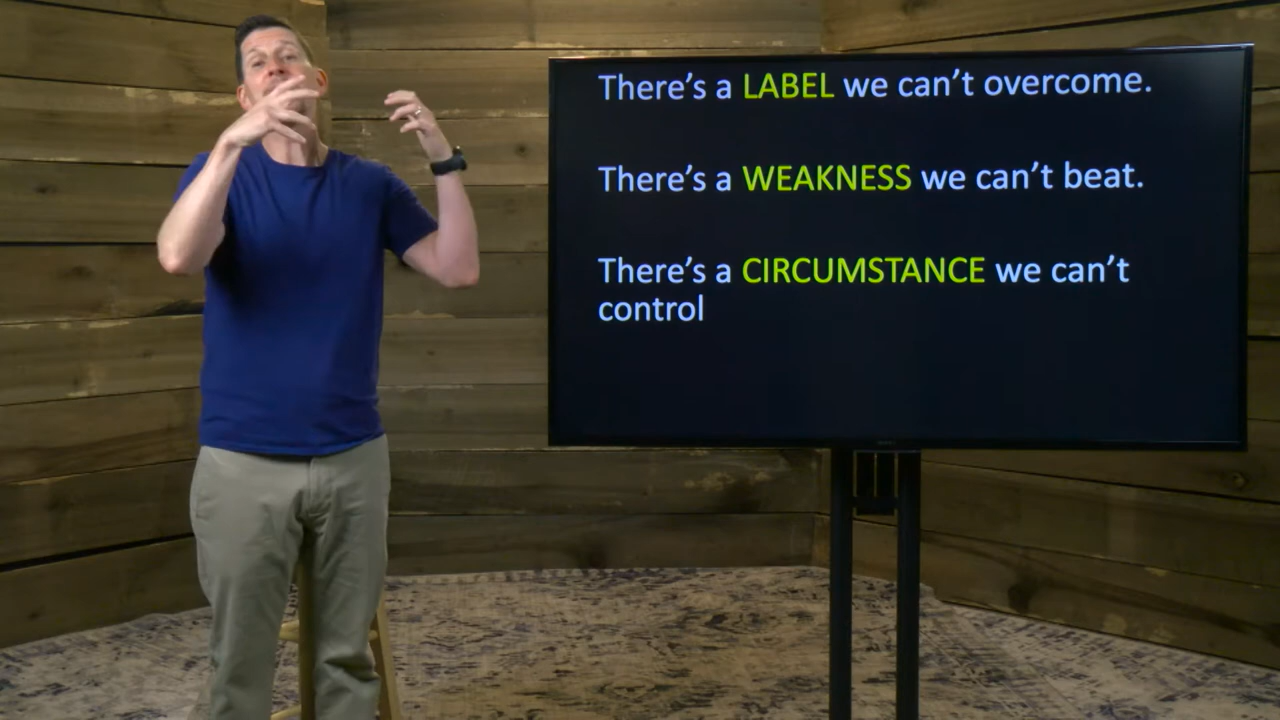 There's a LABEL we can't overcome.
There's a WEAKNESS we can't beat.
There's a CIRCUMSTANCE we can't
control